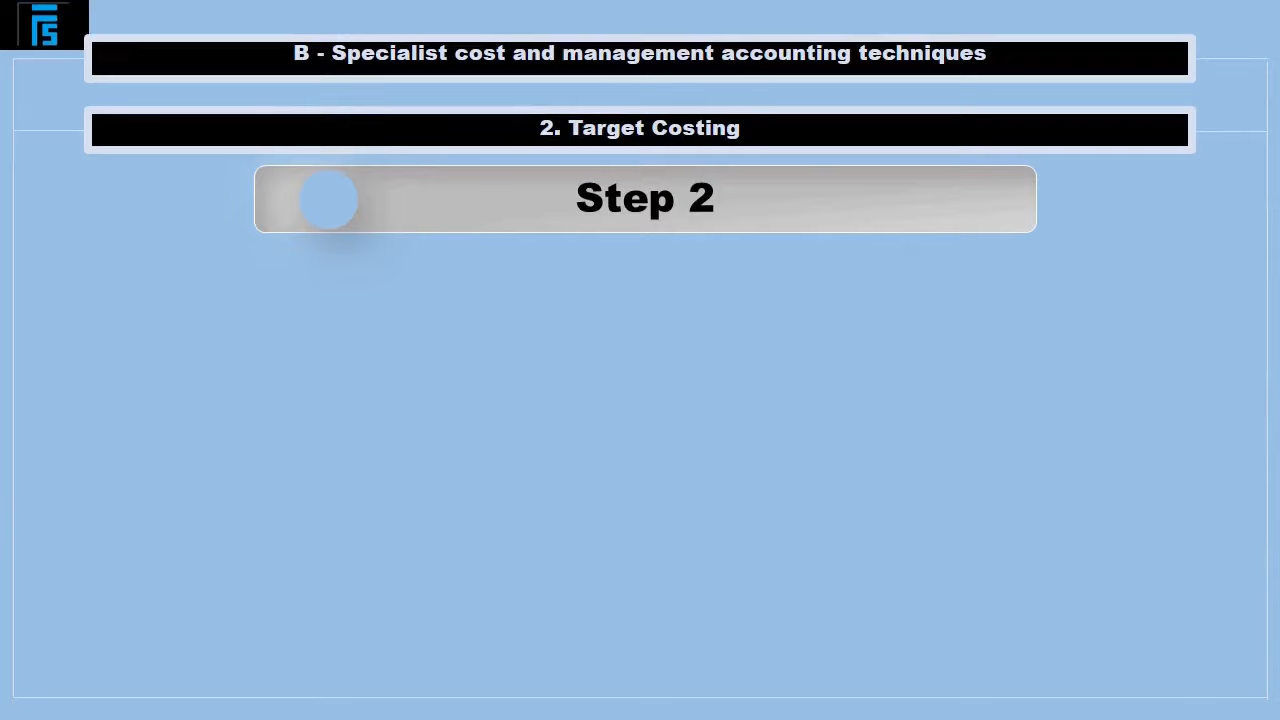 B - Specialist cost and management accounting techniques
2. Target Costing
Step 2